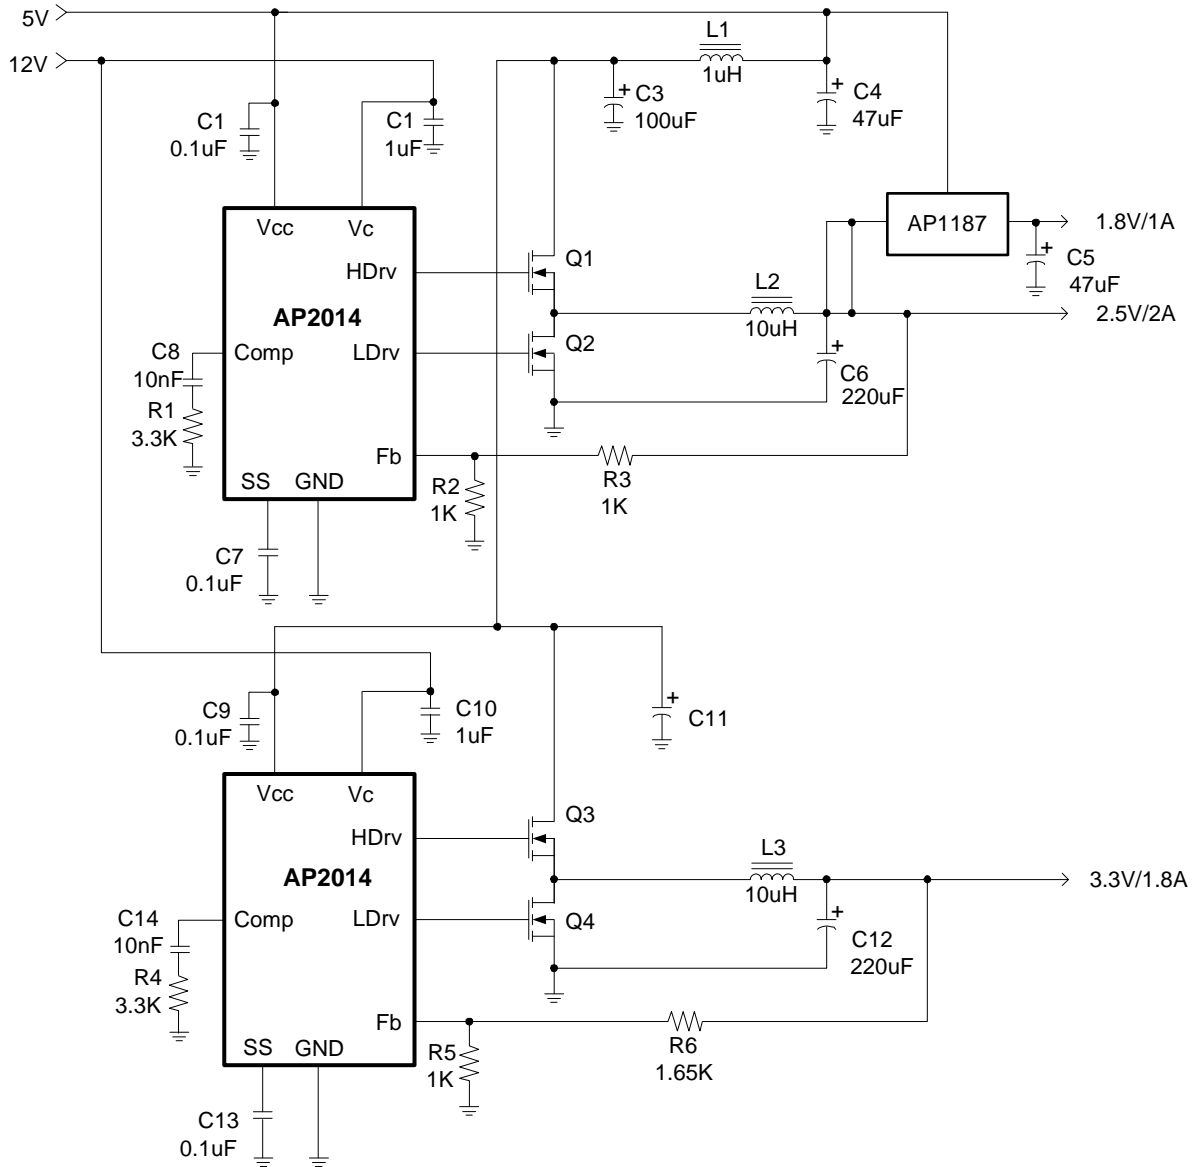 5V
12V
L1
1uH
C3
100uF
C4
47uF
C1
0.1uF
C1
1uF
Vcc
Vc
HDrv
Q1
AP1187
1.8V/1A
C5
47uF
L2
10uH
2.5V/2A
AP2014
C8
10nF
Comp
LDrv
Q2
C6
220uF
R1
3.3K
Fb
R3
1K
SS
GND
R2
1K
C7
0.1uF
C9
0.1uF
C10
1uF
C11
Vcc
Vc
HDrv
Q3
L3
10uH
3.3V/1.8A
AP2014
C14
10nF
Comp
LDrv
Q4
C12
220uF
R4
3.3K
Fb
R6
1.65K
SS
GND
R5
1K
C13
0.1uF